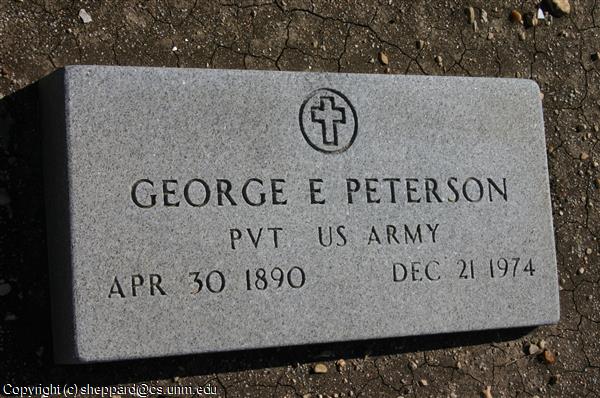 GEORGE E PETERSON
PVT US ARMY
APR 30 1890 DEC 21 1974
Copyright (c) sheppard@cs.unm.edu